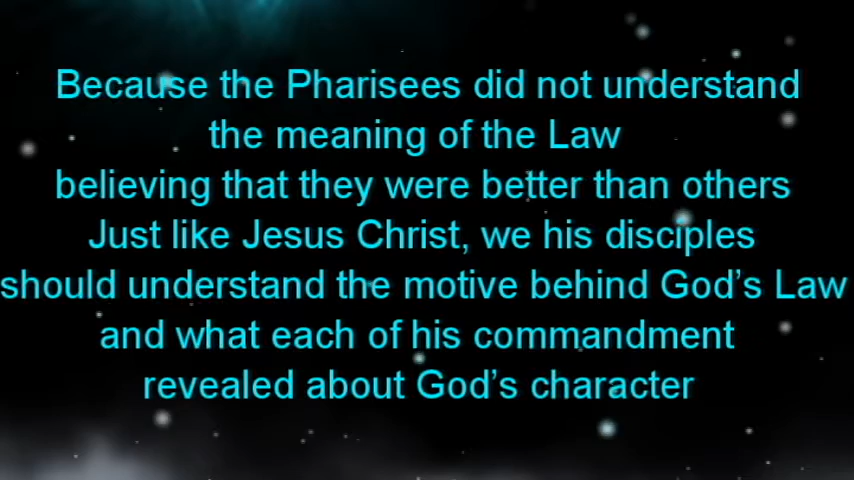 Because the Pharisees did not understand
the meaning of the Law
believing that they were better than others
Just like Jesus Christ, we his disciples
should understand the motive behind God’s Law
and what each of his commandment
revealed about God’s character